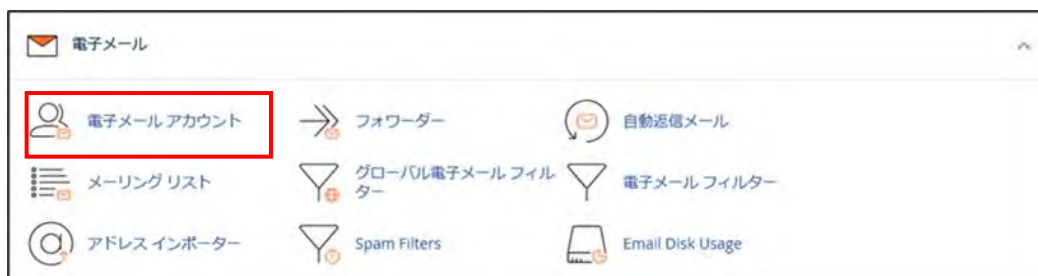 電子メール
電子メール アカウント
フォワーダー
自動返信メール
メーリング リスト
グローバル電子メール フィル
ター
電子メール フィルター
アドレス インポーター
Spam Filters
Email Disk Usage